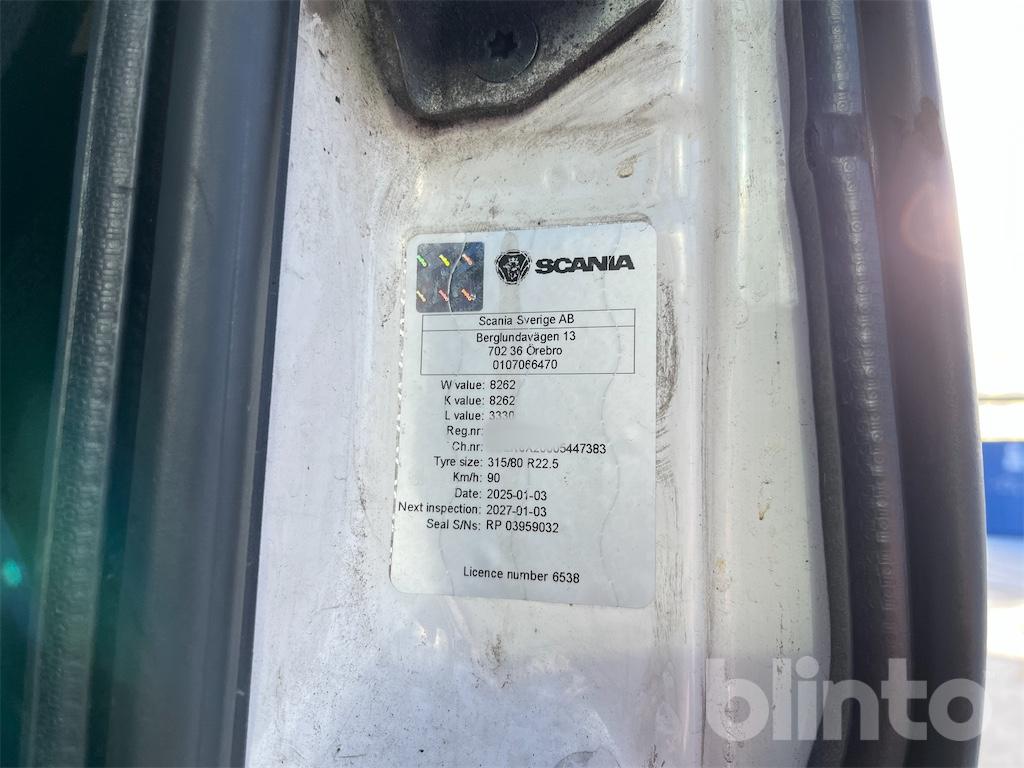 SCANIA
Scania Sverige AB
Berglundavägen 13
702 36 Örebro
0107066470
W value: 8262
K value: 8262
L value: 3330
Reg.nr:
Ch.nr:
Tyre size: 315/80 R22.5
Km/h: 90
Date: 2025-01-03
Next inspection: 2027-01-03
Seal S/Ns: RP 03959032
Licence number 6538
blinto